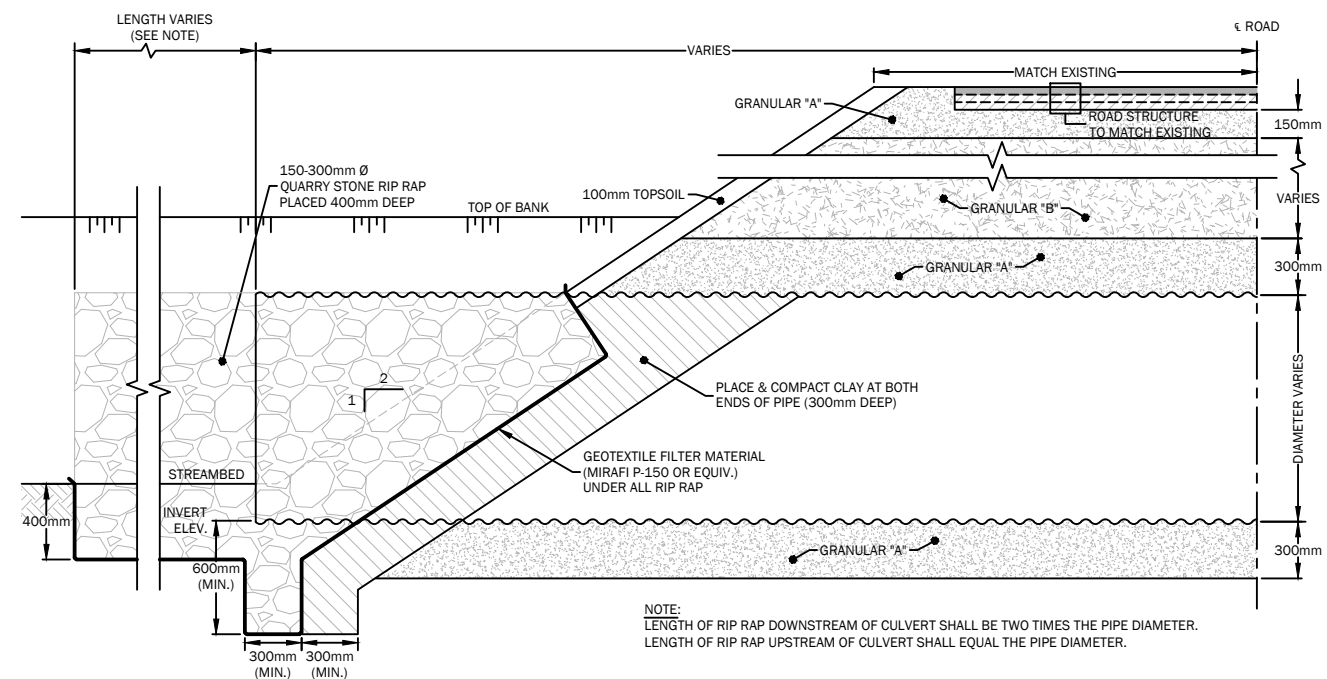 LENGTH VARIES
(SEE NOTE)
VARIES
℄ ROAD
MATCH EXISTING
GRANULAR "A"
ROAD STRUCTURE
TO MATCH EXISTING
150mm
150-300mm Ø
QUARRY STONE RIP RAP
PLACED 400mm DEEP
TOP OF BANK
100mm TOPSOIL
GRANULAR "B"
VARIES
GRANULAR "A"
300mm
2
1
PLACE & COMPACT CLAY AT BOTH
ENDS OF PIPE (300mm DEEP)
DIAMETER VARIES
GEOTEXTILE FILTER MATERIAL
(MIRAFI P-150 OR EQUIV.)
UNDER ALL RIP RAP
STREAMBED
400mm
INVERT
ELEV.
GRANULAR "A"
300mm
600mm
(MIN.)
300mm
(MIN.)
300mm
(MIN.)
NOTE:
LENGTH OF RIP RAP DOWNSTREAM OF CULVERT SHALL BE TWO TIMES THE PIPE DIAMETER.
LENGTH OF RIP RAP UPSTREAM OF CULVERT SHALL EQUAL THE PIPE DIAMETER.